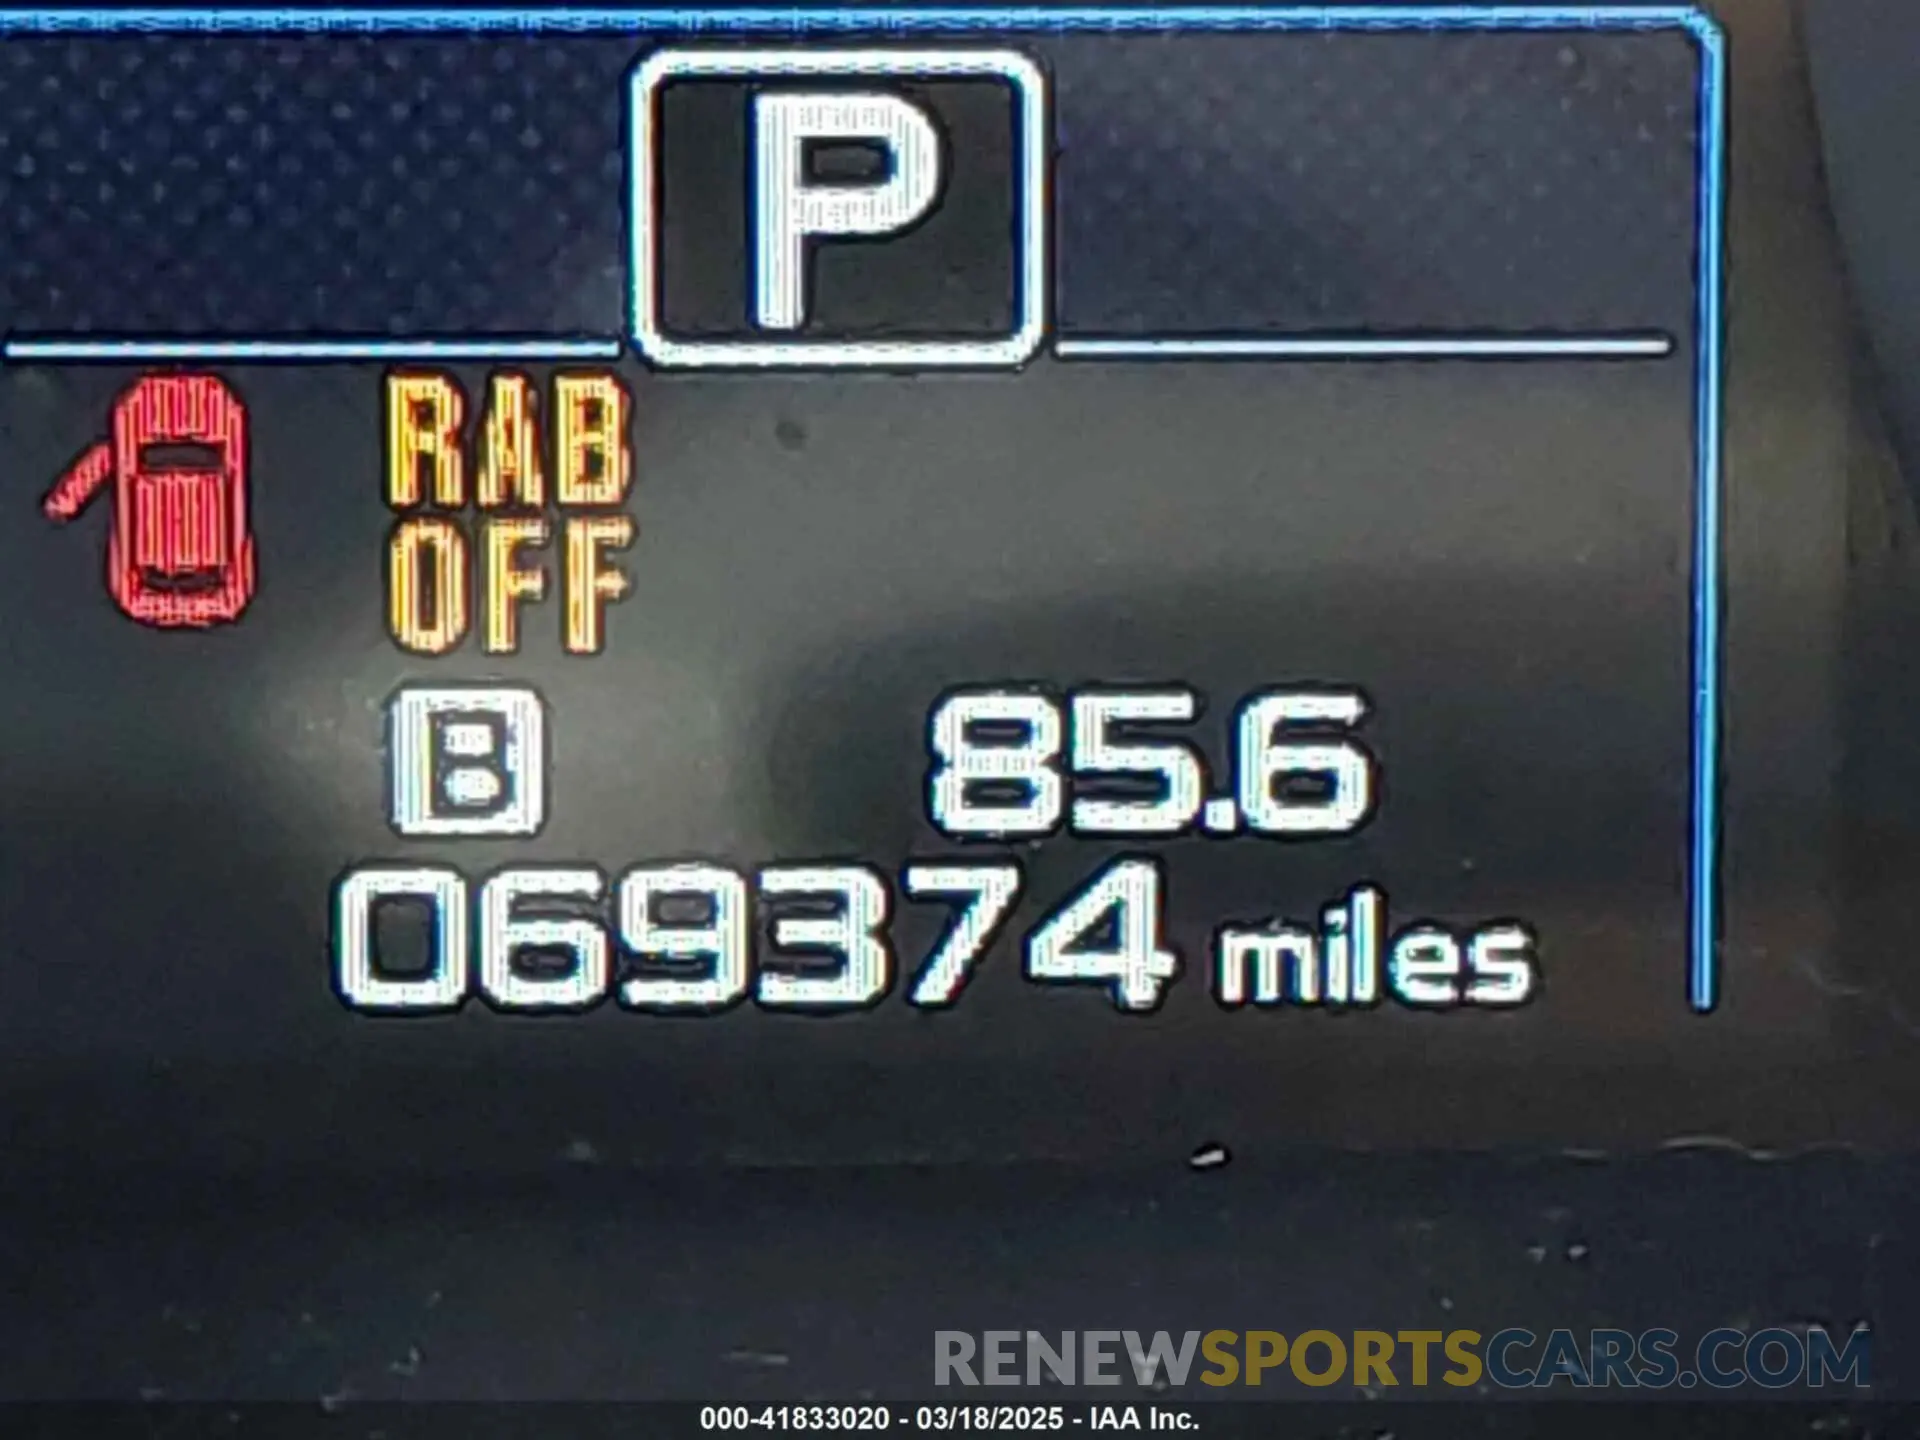 P
RAB
OFF
B 85.6
069374 miles
RENEWSPORTSCARS.COM
000-41833020 - 03/18/2025 - IAA Inc.